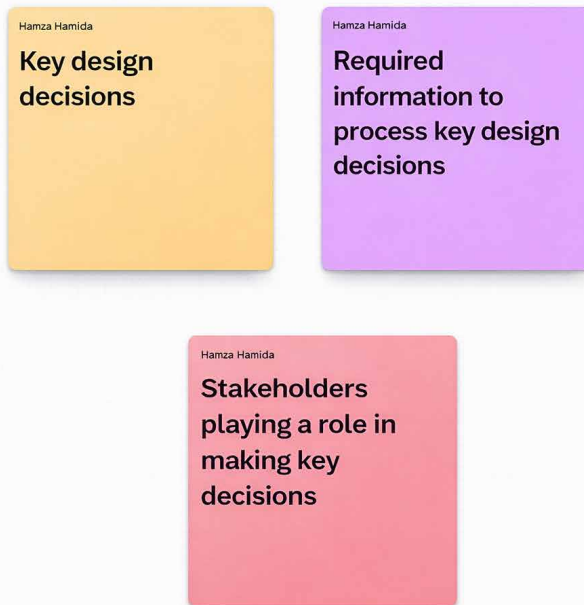 Hamza Hamida
Key design
decisions
Hamza Hamida
Required
information to
process key design
decisions
Hamza Hamida
Stakeholders
playing a role in
making key
decisions